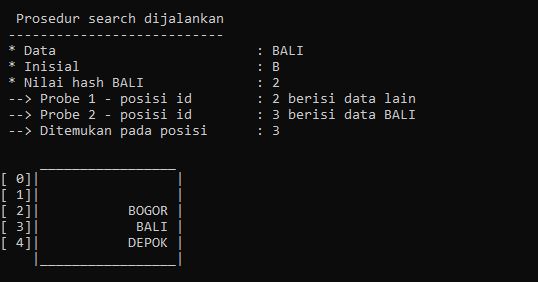 Prosedur search dijalankan
---------------------------
* Data : BALI
* Inisial : B
* Nilai hash BALI : 2
--> Probe 1 - posisi id : 2 berisi data lain
--> Probe 2 - posisi id : 3 berisi data BALI
--> Ditemukan pada posisi : 3
_________________
[ 0]| |
[ 1]| |
[ 2]| BOGOR |
[ 3]| BALI |
[ 4]| DEPOK |
|_________________|